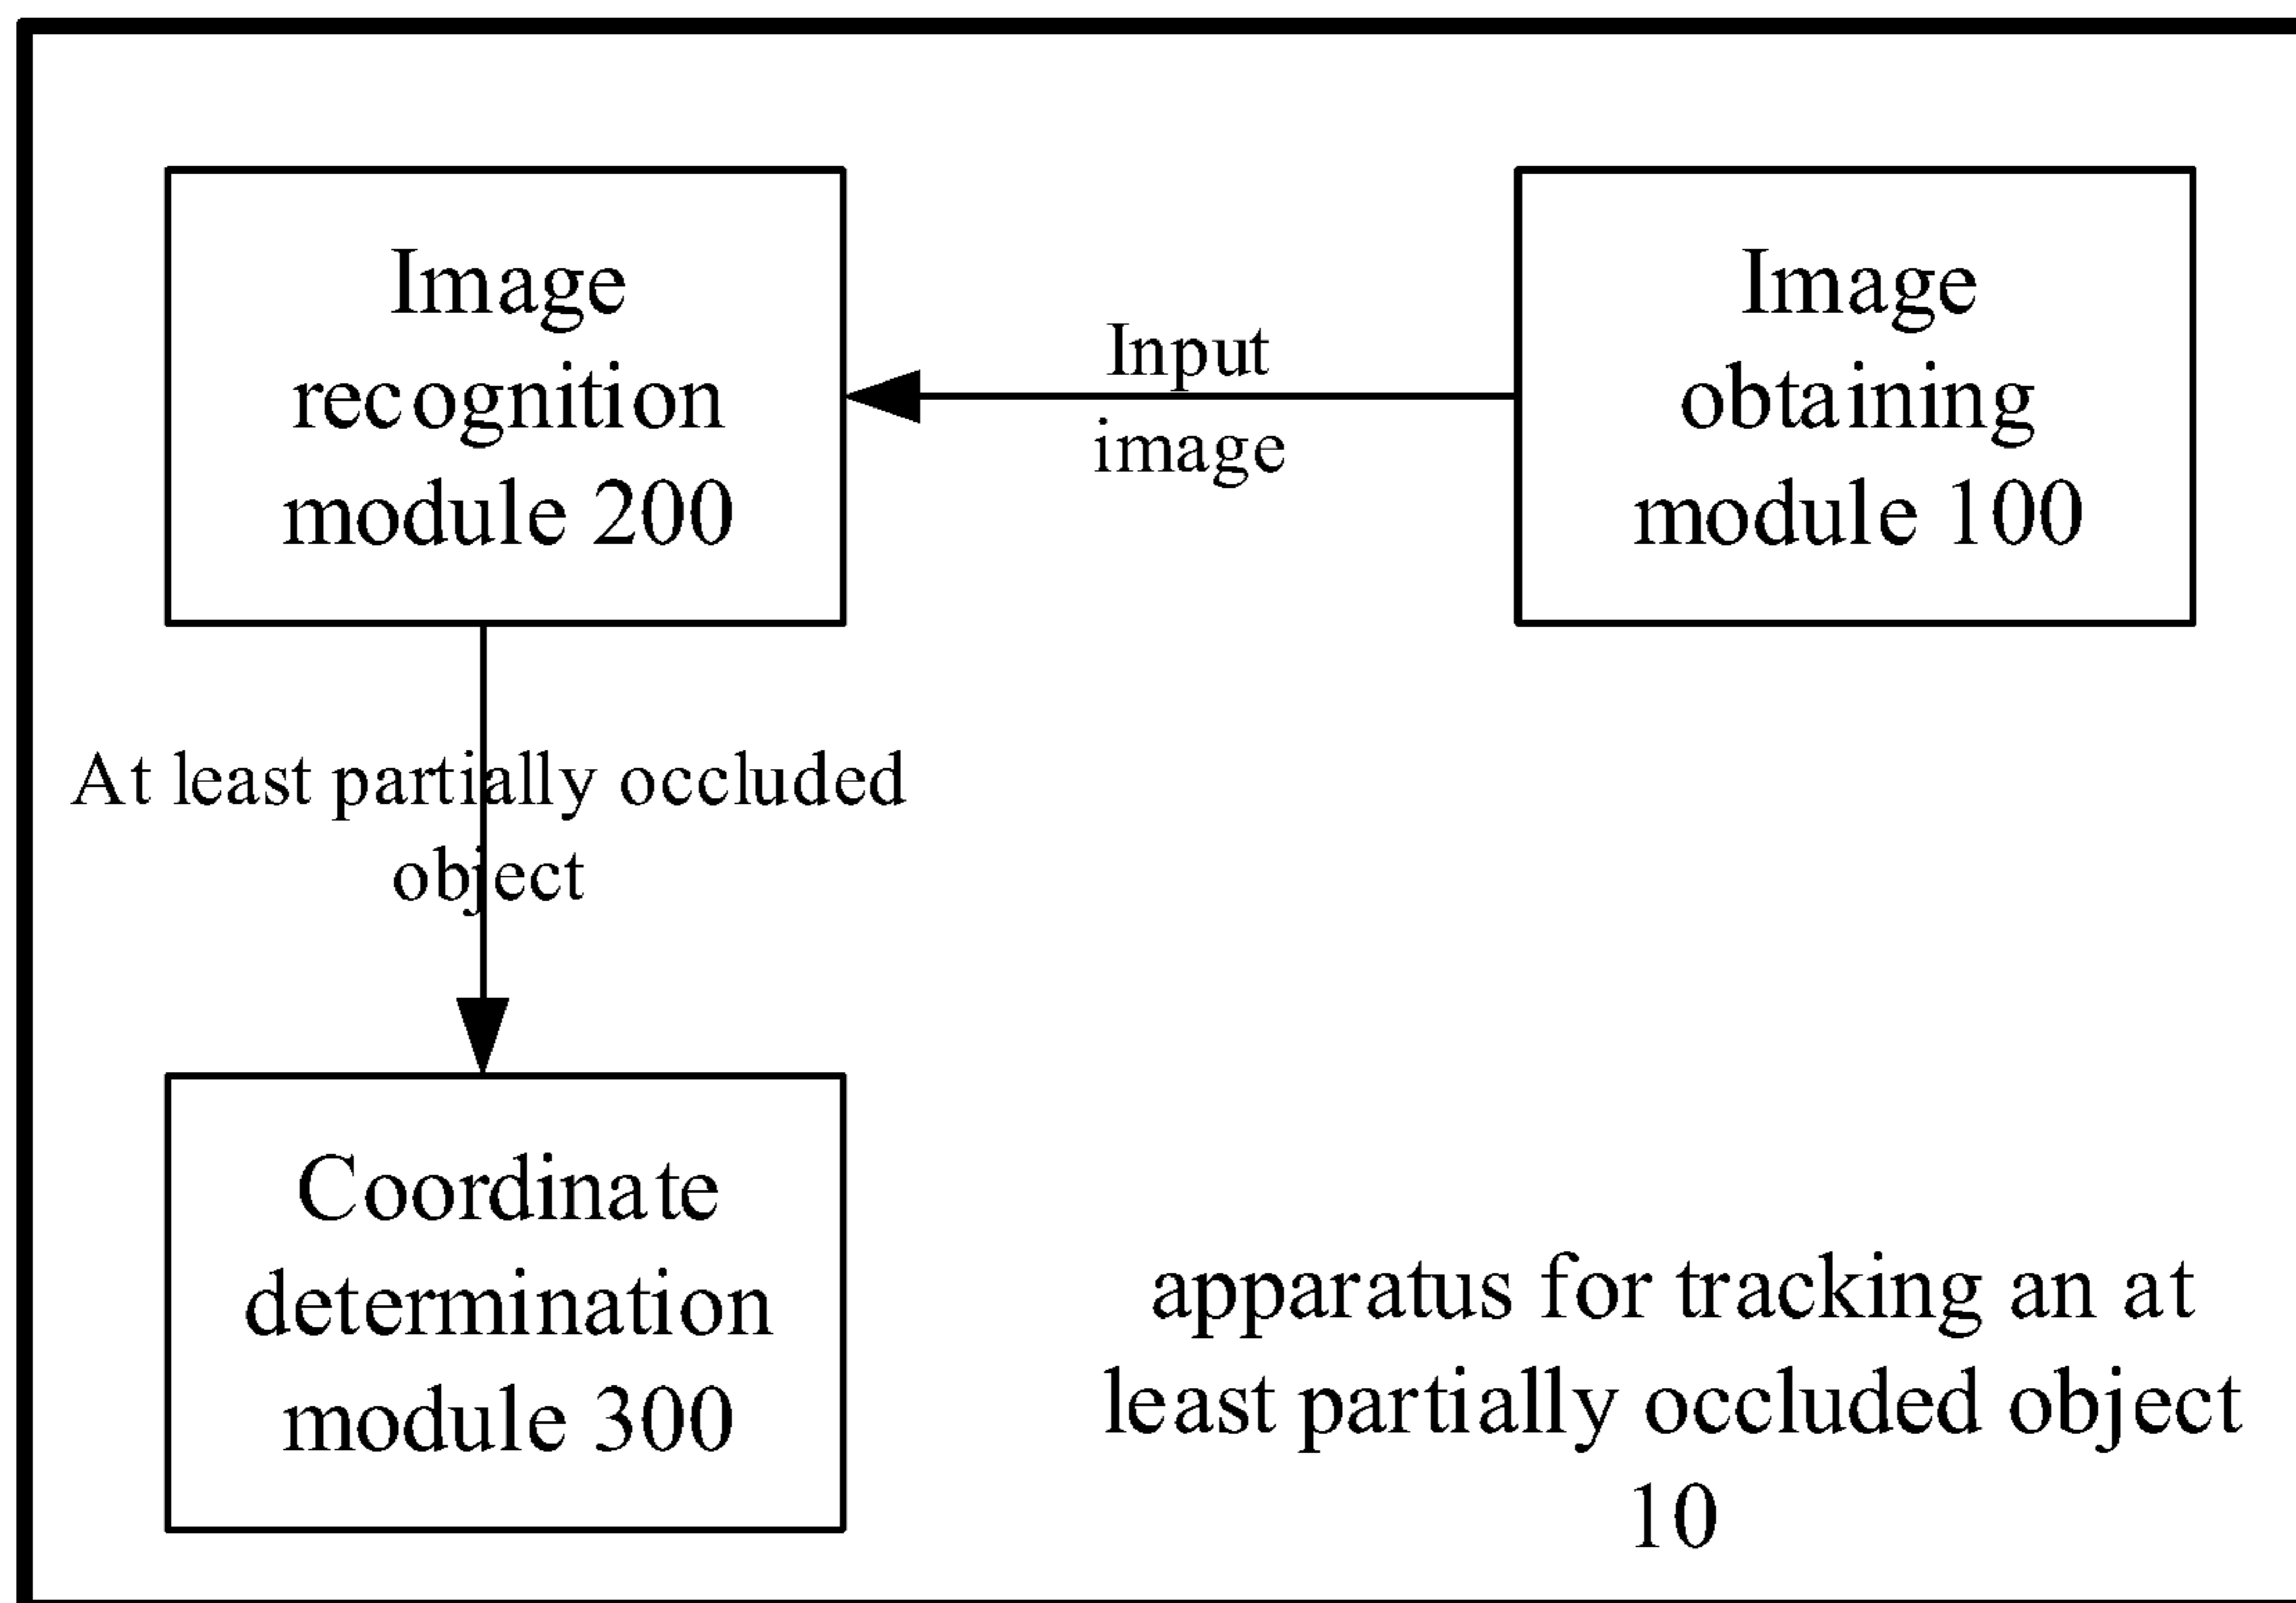 Image
recognition
module 200
Input
image
Image
obtaining
module 100
At least partially occluded
object
Coordinate
determination
module 300
apparatus for tracking an at
least partially occluded object
10